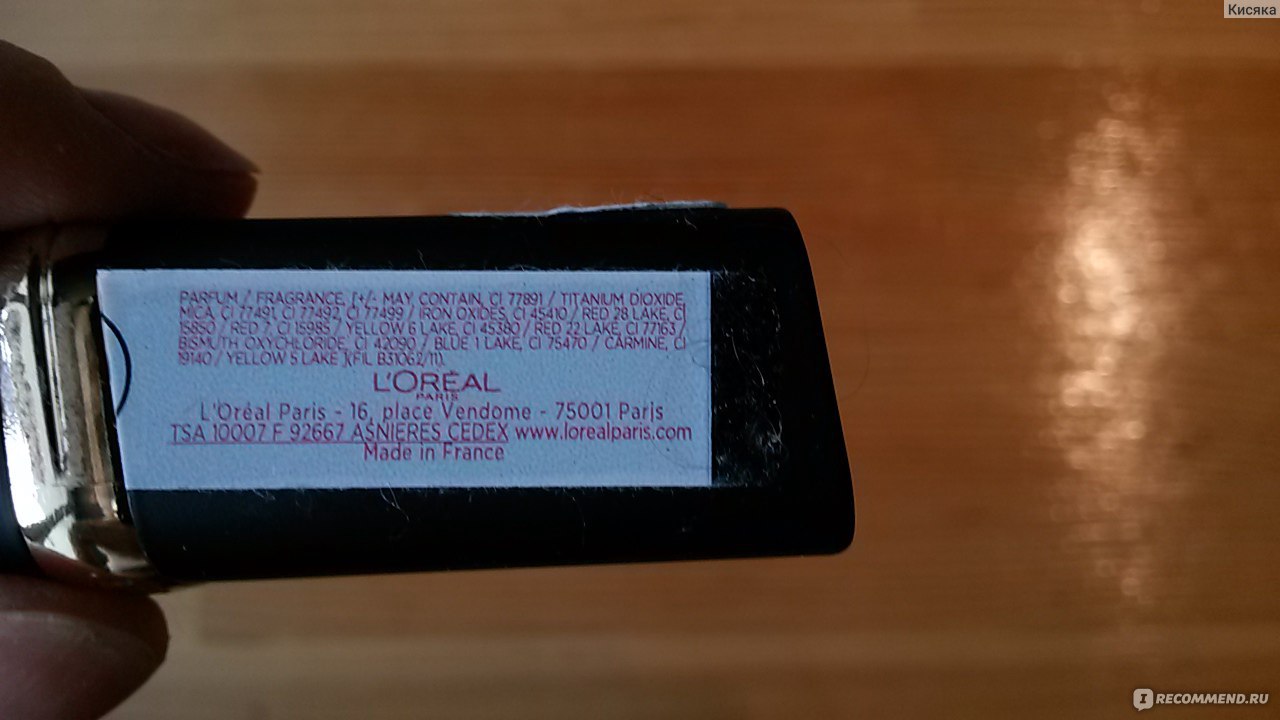 Кисяка
PARFUM / FRAGRANCE, [+/- MAY CONTAIN, CI 77891 / TITANIUM DIOXIDE,
MICA, CI 77491, CI 77492, CI 77499 / IRON OXIDES, CI 45410 / RED 28 LAKE, CI
15850 / RED 7, CI 15985 / YELLOW 6 LAKE, CI 45380 / RED 22 LAKE, CI 77163 /
BISMUTH OXYCHLORIDE, CI 42090 / BLUE 1 LAKE, CI 75470 / CARMINE, CI
19140 / YELLOW 5 LAKE ](FIL B31062/11).
L'ORÉAL
PARIS
L'Oréal Paris - 16, place Vendome - 75001 Paris
TSA 10007 F 92667 ASNIERES CEDEX www.lorealparis.com
Made in France
IRECOMMEND.RU